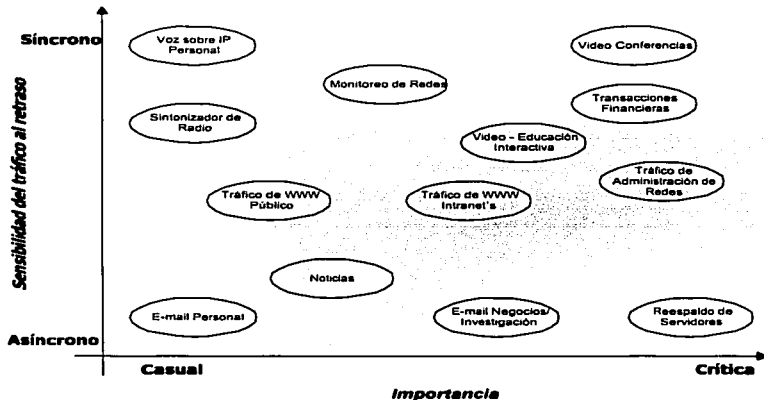 Síncrono
Voz sobre IP
Personal
Video Conferencias
Monitoreo de Redes
Transacciones
Financieras
Sintonizador de
Radio
Video - Educación
Interactiva
Tráfico de
Administración de
Redes
Tráfico de WWW
Público
Tráfico de WWW
Intranet's
Noticias
E-mail Personal
E-mail Negocios/
Investigación
Respaldo de
Servidores
Asíncrono
Sensibilidad del tráfico al retraso
Casual
Crítica
Importancia